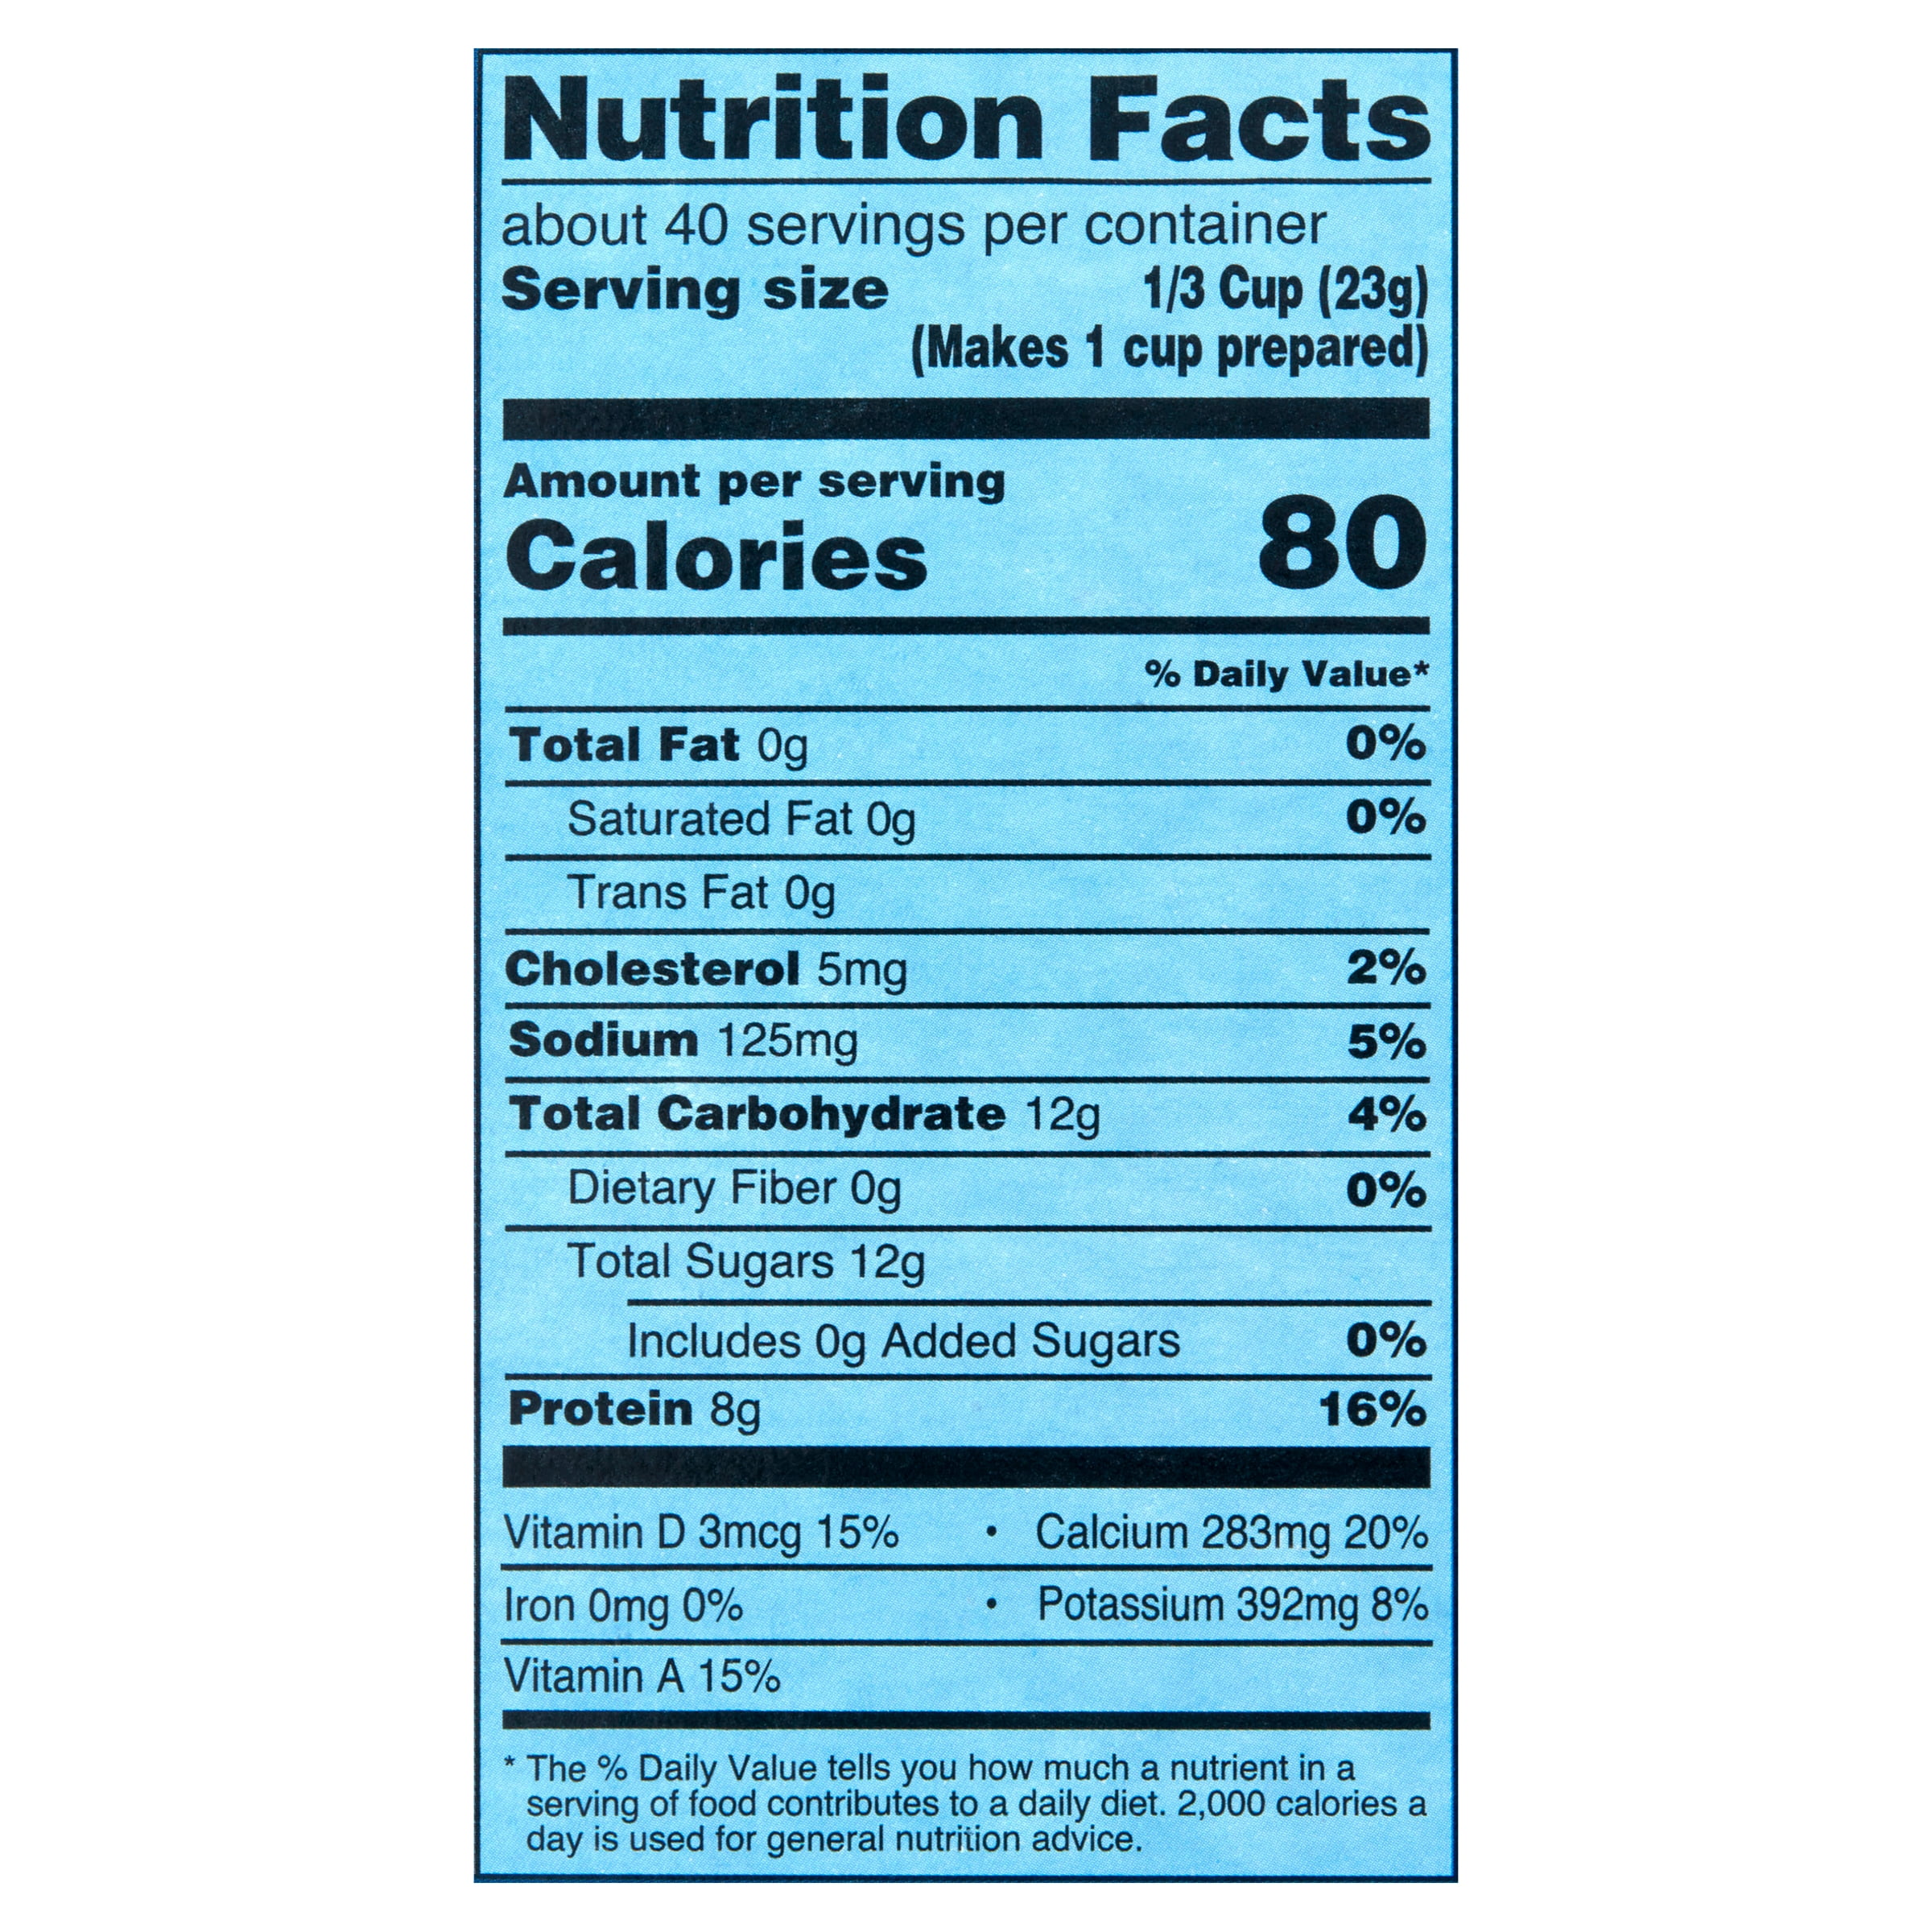 Nutrition Facts
about 40 servings per container
Serving size 1/3 Cup (23g)
(Makes 1 cup prepared)
Amount per serving
Calories 80
% Daily Value*
Total Fat 0g 0%
Saturated Fat 0g 0%
Trans Fat 0g
Cholesterol 5mg 2%
Sodium 125mg 5%
Total Carbohydrate 12g 4%
Dietary Fiber 0g 0%
Total Sugars 12g
Includes 0g Added Sugars 0%
Protein 8g 16%
Vitamin D 3mcg 15% • Calcium 283mg 20%
Iron 0mg 0% • Potassium 392mg 8%
Vitamin A 15%
* The % Daily Value tells you how much a nutrient in a
serving of food contributes to a daily diet. 2,000 calories a
day is used for general nutrition advice.